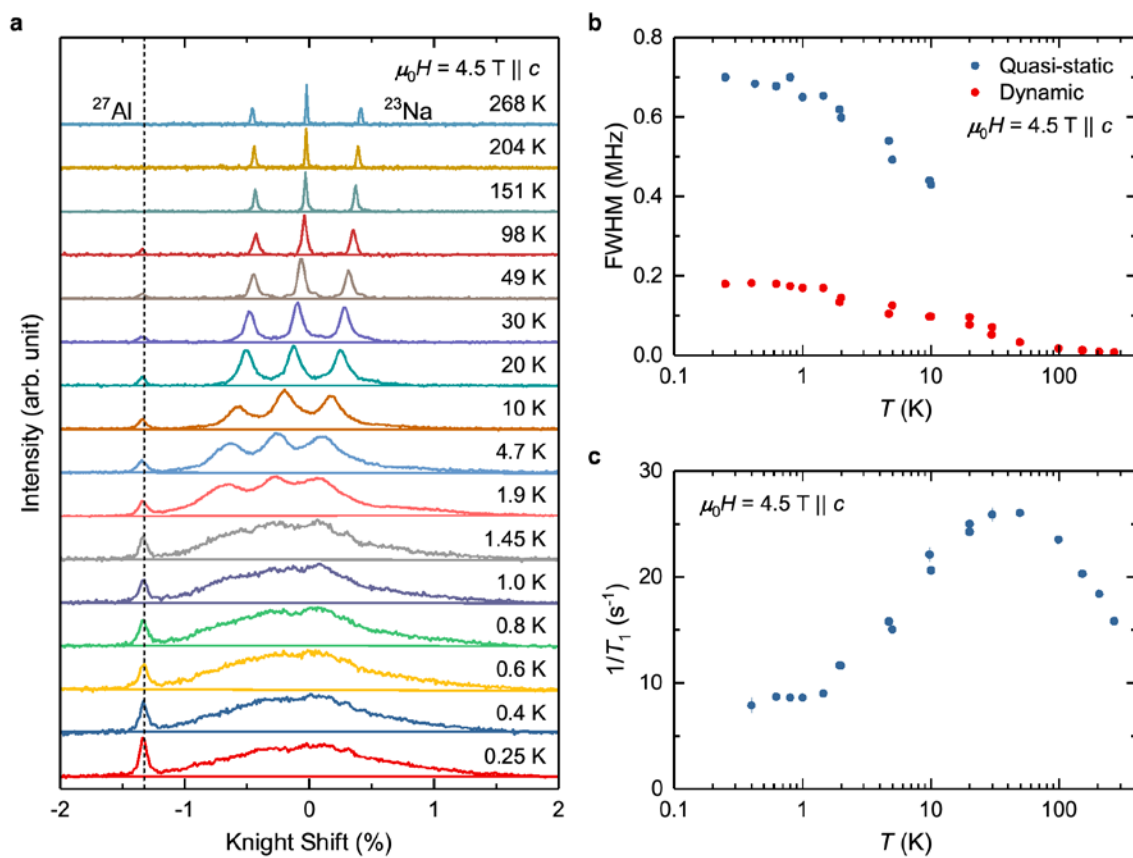 a
μ₀H = 4.5 T || c
²⁷Al
²³Na
268 K
204 K
151 K
98 K
49 K
30 K
20 K
10 K
4.7 K
1.9 K
1.45 K
1.0 K
0.8 K
0.6 K
0.4 K
0.25 K
Intensity (arb. unit)
-2 -1 0 1 2
Knight Shift (%)
b
0.8
0.6
0.4
0.2
0.0
FWHM (MHz)
Quasi-static
Dynamic
μ₀H = 4.5 T || c
0.1 1 10 100
T (K)
c
30
20
10
0
1/T₁ (s⁻¹)
μ₀H = 4.5 T || c
0.1 1 10 100
T (K)